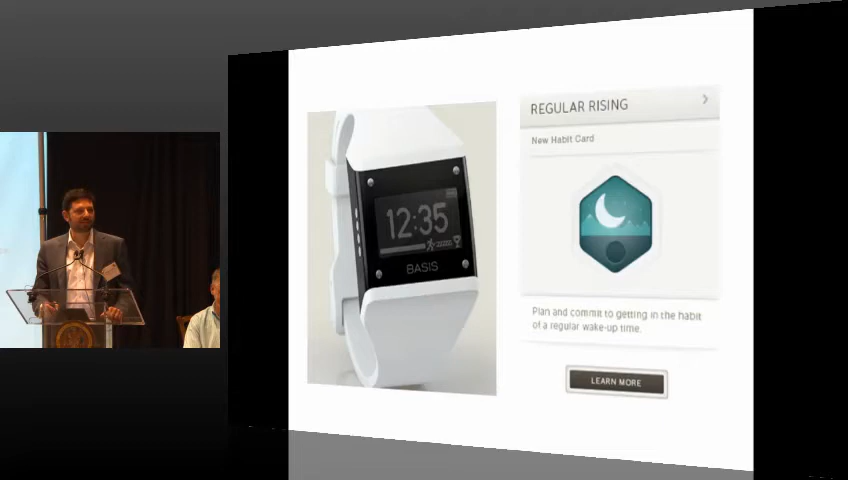 12:35
BASIS
REGULAR RISING
New Habit Card
Plan and commit to getting in the habit
of a regular wake-up time.
LEARN MORE